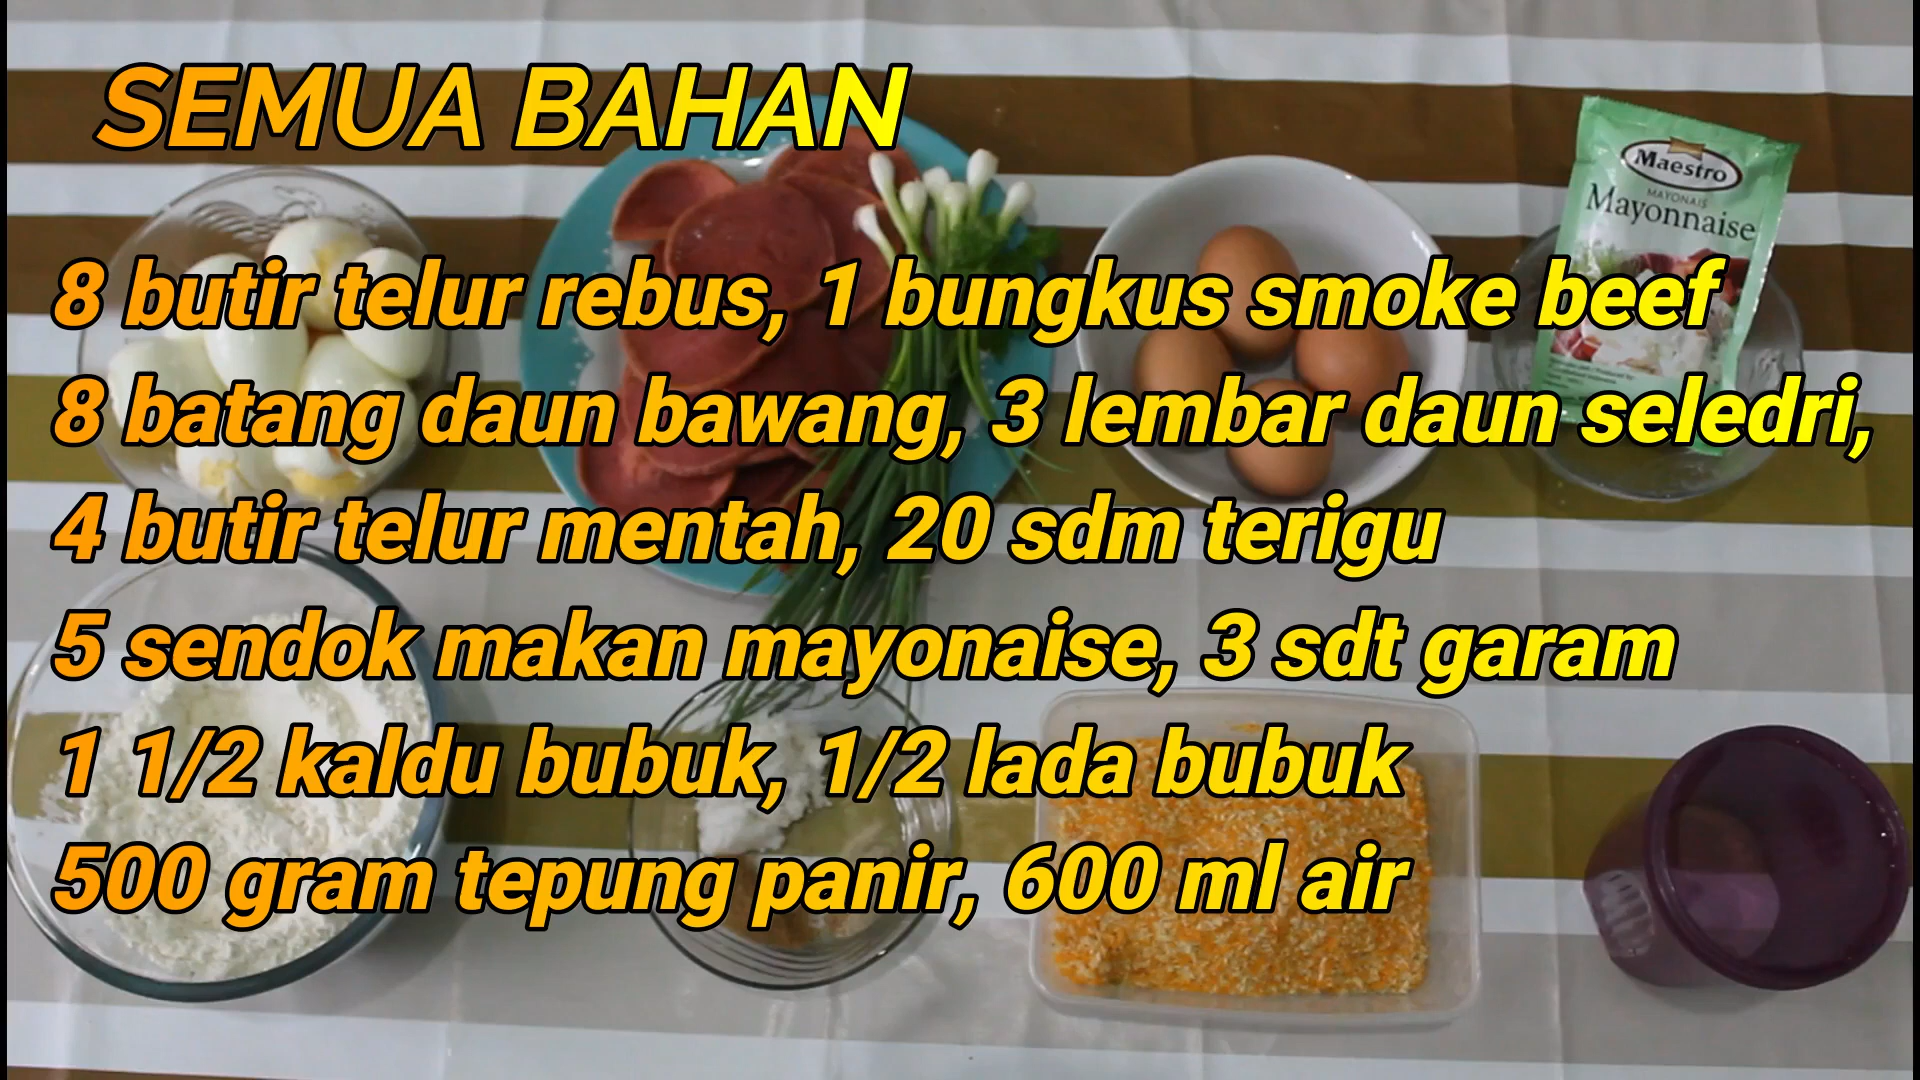 SEMUA BAHAN
Maestro
MAYONAIS
Mayonnaise
8 butir telur rebus, 1 bungkus smoke beef
8 batang daun bawang, 3 lembar daun seledri,
4 butir telur mentah, 20 sdm terigu
5 sendok makan mayonaise, 3 sdt garam
1 1/2 kaldu bubuk, 1/2 lada bubuk
500 gram tepung panir, 600 ml air